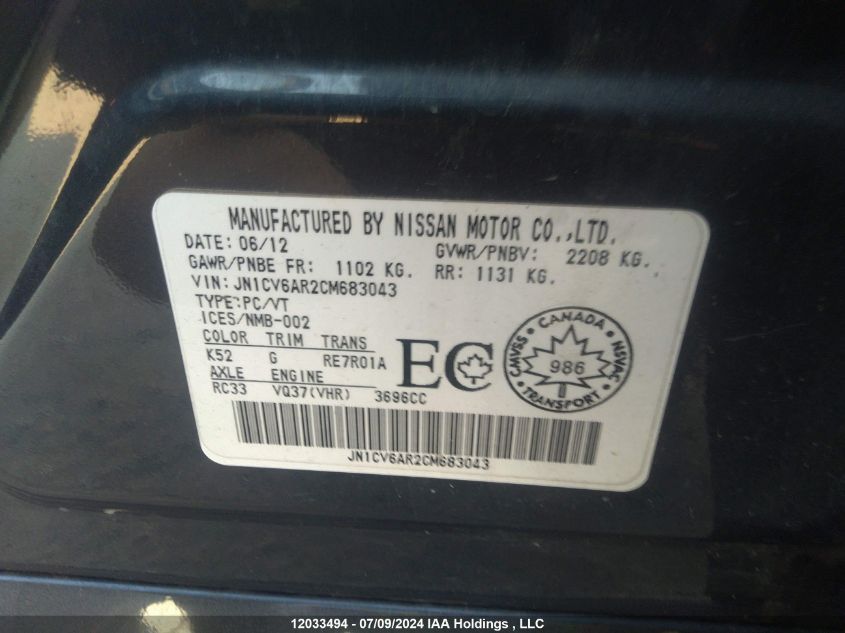 MANUFACTURED BY NISSAN MOTOR CO.,LTD.
DATE: 06/12 GVWR/PNBV: 2208 KG.
GAWR/PNBE FR: 1102 KG. RR: 1131 KG.
VIN: JN1CV6AR2CM683043
TYPE:PC/VT
ICES/NMB-002
COLOR TRIM TRANS
K52 G RE7R01A
AXLE ENGINE
RC33 VQ37(VHR) 3696CC
EC
CANADA
CMVSS NSVAC
986
TRANSPORT
JN1CV6AR2CM683043
12033494 - 07/09/2024 IAA Holdings , LLC